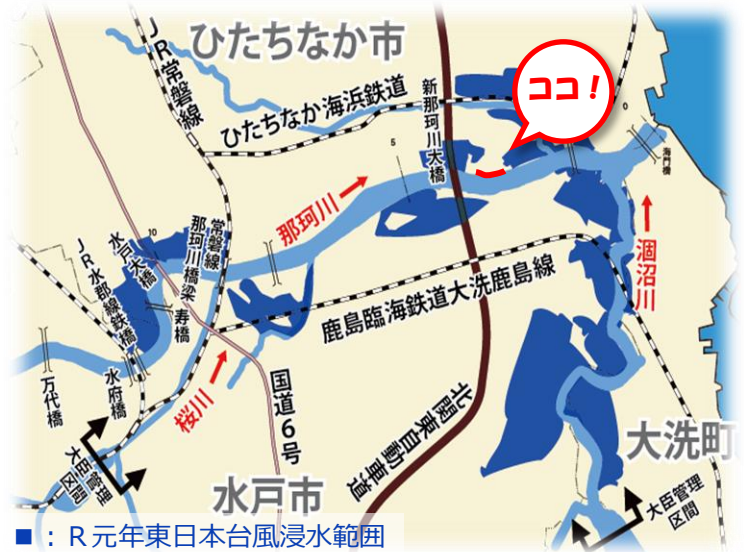 ひたちなか市
JR常磐線
ひたちなか海浜鉄道
新那珂川大橋
ココ!
0
5
海門橋
那珂川
涸沼川
10
水戸大橋
常磐線
那珂川橋梁
JR水郡線鉄橋
寿橋
鹿島臨海鉄道大洗鹿島線
万代橋
水府橋
桜川
国道6号
北関東自動車道
大洗町
大臣管理
区間
水戸市
大臣管理
区間
■:R元年東日本台風浸水範囲